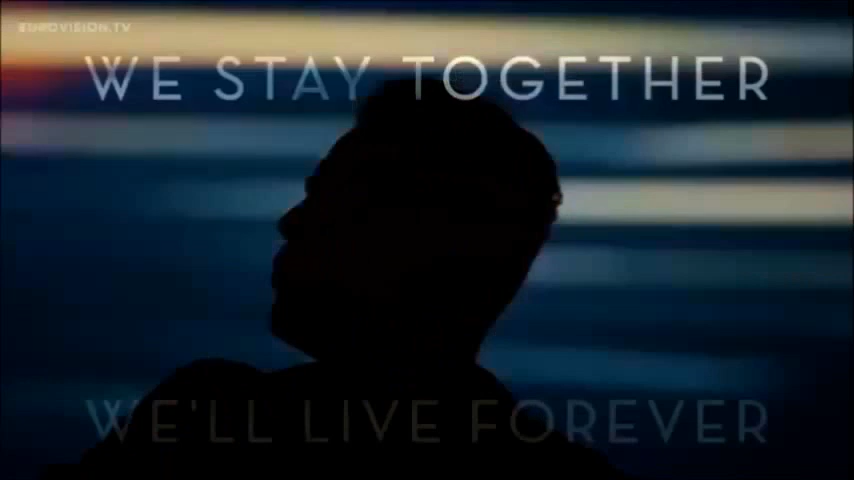 EUROVISION.TV
WE STAY TOGETHER
WE'LL LIVE FOREVER